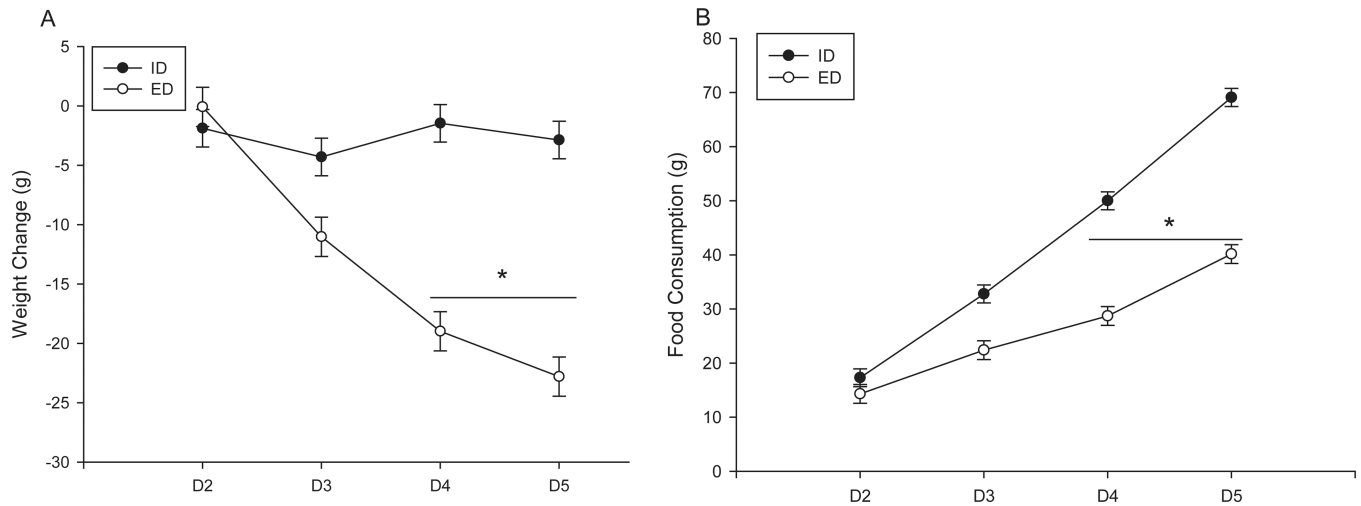 A
Weight Change (g)
5
0
-5
-10
-15
-20
-25
-30
ID
ED
*
D2 D3 D4 D5
B
Food Consumption (g)
80
70
60
50
40
30
20
10
0
ID
ED
*
D2 D3 D4 D5